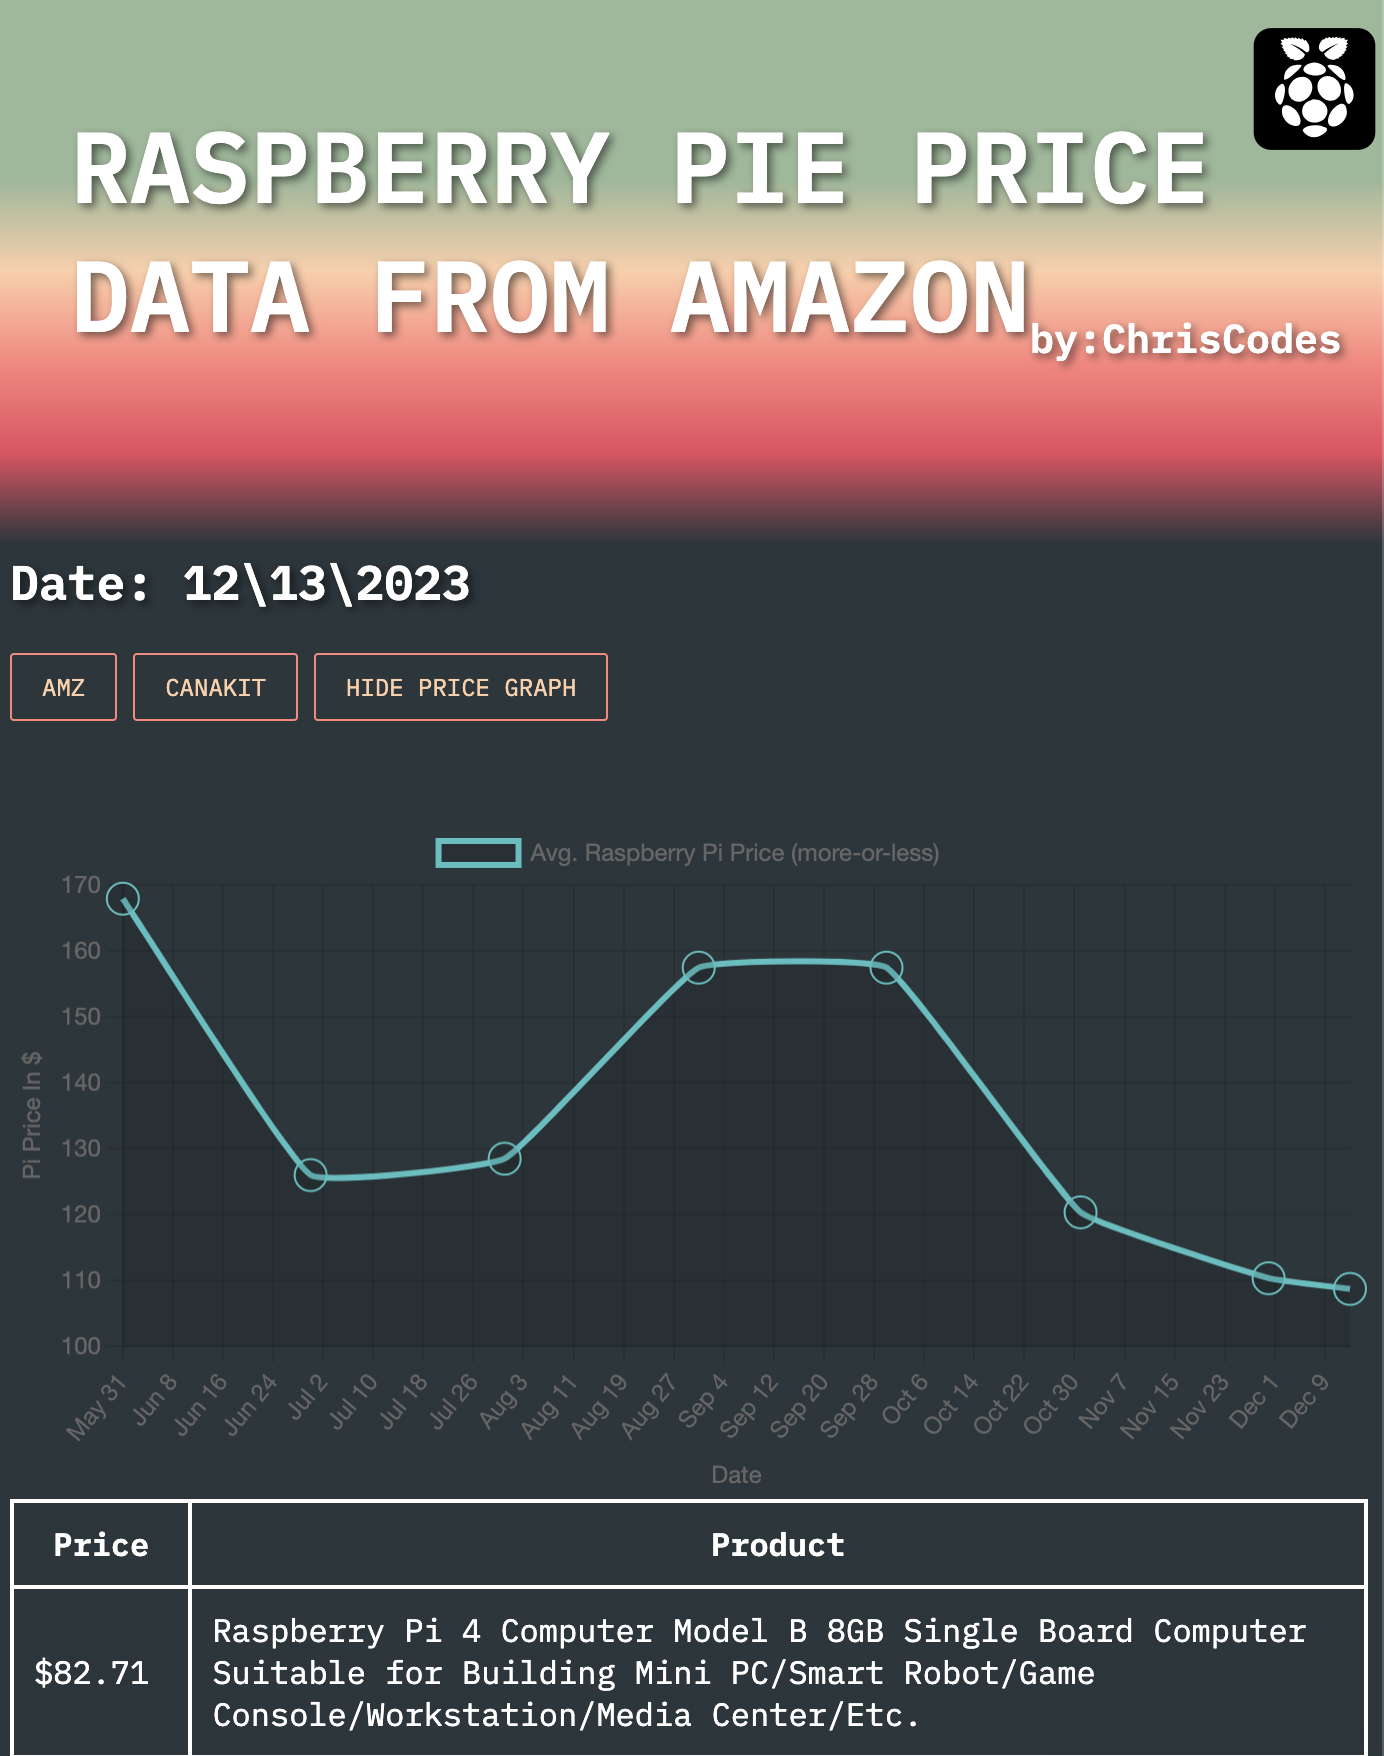 RASPBERRY PIE PRICE
DATA FROM AMAZON
by:ChrisCodes
Date: 12\13\2023
AMZ CANAKIT HIDE PRICE GRAPH
Avg. Raspberry Pi Price (more-or-less)
170
160
150
140
130
120
110
100
Pi Price In $
May 31 Jun 8 Jun 16 Jun 24 Jul 2 Jul 10 Jul 18 Jul 26 Aug 3 Aug 11 Aug 19 Aug 27 Sep 4 Sep 12 Sep 20 Sep 28 Oct 6 Oct 14 Oct 22 Oct 30 Nov 7 Nov 15 Nov 23 Dec 1 Dec 9
Date
Price Product
Raspberry Pi 4 Computer Model B 8GB Single Board Computer
$82.71 Suitable for Building Mini PC/Smart Robot/Game
Console/Workstation/Media Center/Etc.